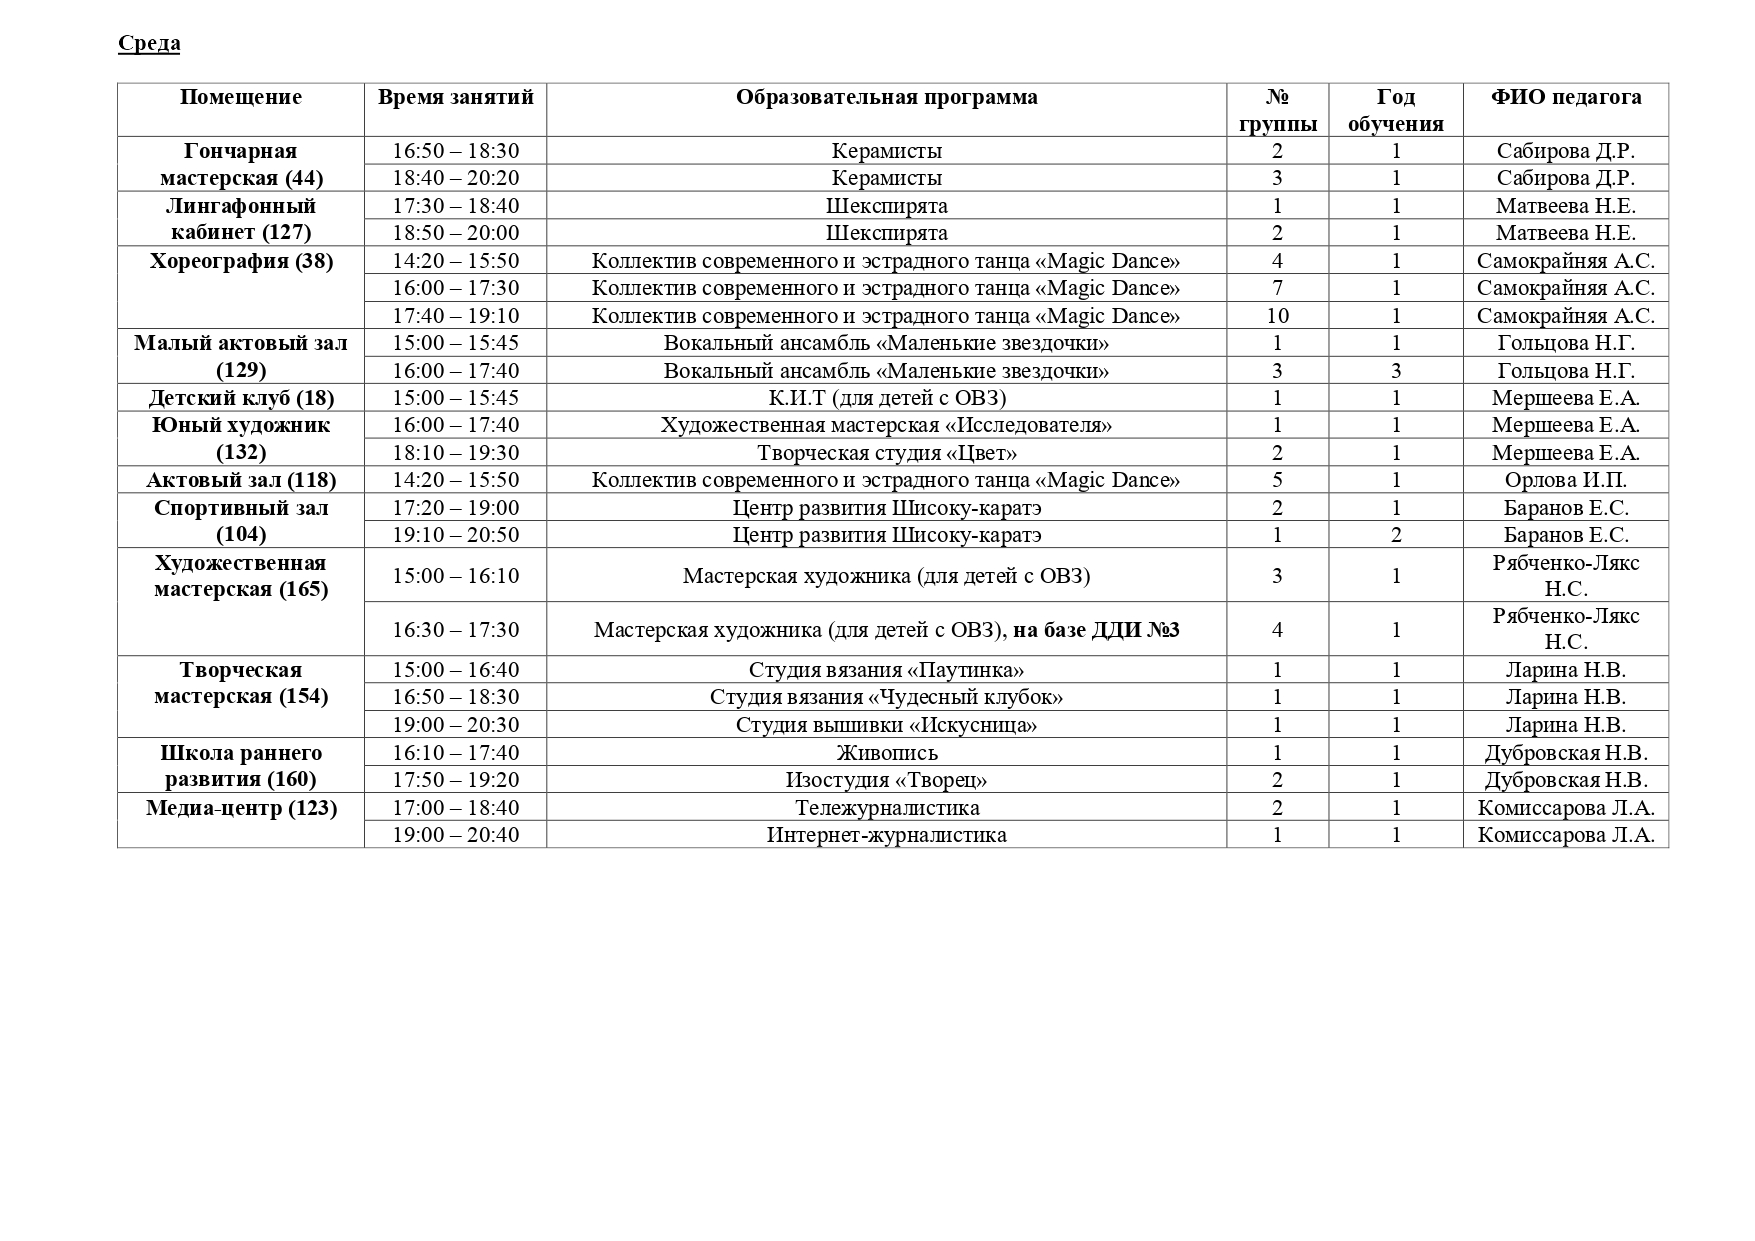 Среда
Помещение Время занятий Образовательная программа № группы Год обучения ФИО педагога
Гончарная мастерская (44) 16:50 – 18:30 Керамисты 2 1 Сабирова Д.Р.
18:40 – 20:20 Керамисты 3 1 Сабирова Д.Р.
Лингафонный кабинет (127) 17:30 – 18:40 Шекспирята 1 1 Матвеева Н.Е.
18:50 – 20:00 Шекспирята 2 1 Матвеева Н.Е.
Хореография (38) 14:20 – 15:50 Коллектив современного и эстрадного танца «Magic Dance» 4 1 Самокрайняя А.С.
16:00 – 17:30 Коллектив современного и эстрадного танца «Magic Dance» 7 1 Самокрайняя А.С.
17:40 – 19:10 Коллектив современного и эстрадного танца «Magic Dance» 10 1 Самокрайняя А.С.
Малый актовый зал (129) 15:00 – 15:45 Вокальный ансамбль «Маленькие звездочки» 1 1 Гольцова Н.Г.
16:00 – 17:40 Вокальный ансамбль «Маленькие звездочки» 3 3 Гольцова Н.Г.
Детский клуб (18) 15:00 – 15:45 К.И.Т (для детей с ОВЗ) 1 1 Мершеева Е.А.
Юный художник (132) 16:00 – 17:40 Художественная мастерская «Исследователя» 1 1 Мершеева Е.А.
18:10 – 19:30 Творческая студия «Цвет» 2 1 Мершеева Е.А.
Актовый зал (118) 14:20 – 15:50 Коллектив современного и эстрадного танца «Magic Dance» 5 1 Орлова И.П.
Спортивный зал (104) 17:20 – 19:00 Центр развития Шисоку-каратэ 2 1 Баранов Е.С.
19:10 – 20:50 Центр развития Шисоку-каратэ 1 2 Баранов Е.С.
Художественная мастерская (165) 15:00 – 16:10 Мастерская художника (для детей с ОВЗ) 3 1 Рябченко-Лякс Н.С.
16:30 – 17:30 Мастерская художника (для детей с ОВЗ), на базе ДДИ №3 4 1 Рябченко-Лякс Н.С.
Творческая мастерская (154) 15:00 – 16:40 Студия вязания «Паутинка» 1 1 Ларина Н.В.
16:50 – 18:30 Студия вязания «Чудесный клубок» 1 1 Ларина Н.В.
19:00 – 20:30 Студия вышивки «Искусница» 1 1 Ларина Н.В.
Школа раннего развития (160) 16:10 – 17:40 Живопись 1 1 Дубровская Н.В.
17:50 – 19:20 Изостудия «Творец» 2 1 Дубровская Н.В.
Медиа-центр (123) 17:00 – 18:40 Тележурналистика 2 1 Комиссарова Л.А.
19:00 – 20:40 Интернет-журналистика 1 1 Комиссарова Л.А.